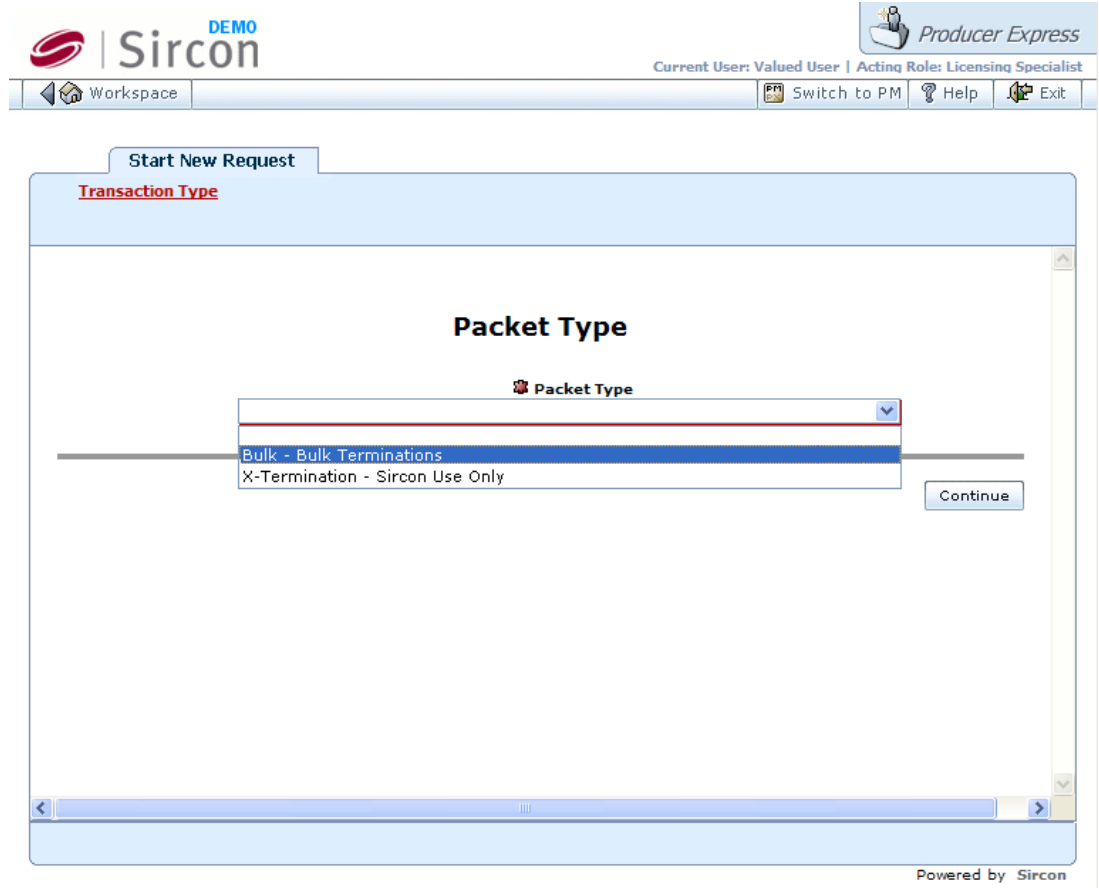 DEMO
Sircon
Producer Express
Current User: Valued User | Acting Role: Licensing Specialist
Workspace
PM
Switch to PM
Help
Exit
Start New Request
Transaction Type
Packet Type
Packet Type
Bulk - Bulk Terminations
X-Termination - Sircon Use Only
Continue
Powered by Sircon